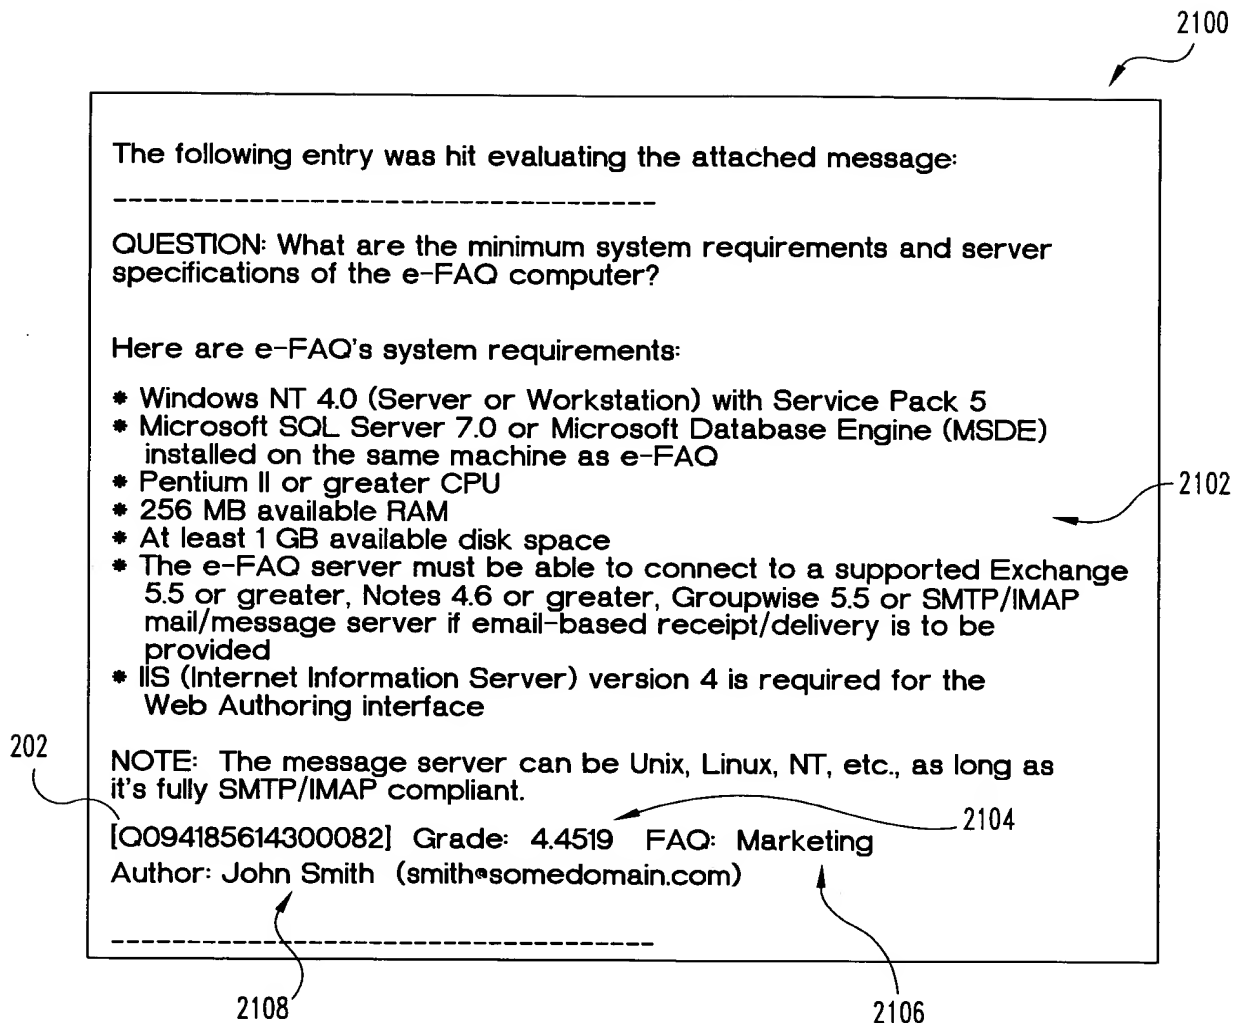 2100
The following entry was hit evaluating the attached message:
------------------------------------
QUESTION: What are the minimum system requirements and server
specifications of the e-FAQ computer?
Here are e-FAQ's system requirements:
* Windows NT 4.0 (Server or Workstation) with Service Pack 5
* Microsoft SQL Server 7.0 or Microsoft Database Engine (MSDE)
installed on the same machine as e-FAQ
* Pentium II or greater CPU
2102
* 256 MB available RAM
* At least 1 GB available disk space
* The e-FAQ server must be able to connect to a supported Exchange
5.5 or greater, Notes 4.6 or greater, Groupwise 5.5 or SMTP/IMAP
mail/message server if email-based receipt/delivery is to be
provided
* IIS (Internet Information Server) version 4 is required for the
Web Authoring interface
202
NOTE: The message server can be Unix, Linux, NT, etc., as long as
it's fully SMTP/IMAP compliant.
2104
[Q094185614300082] Grade: 4.4519 FAQ: Marketing
Author: John Smith (smith@somedomain.com)
------------------------------------
2108
2106